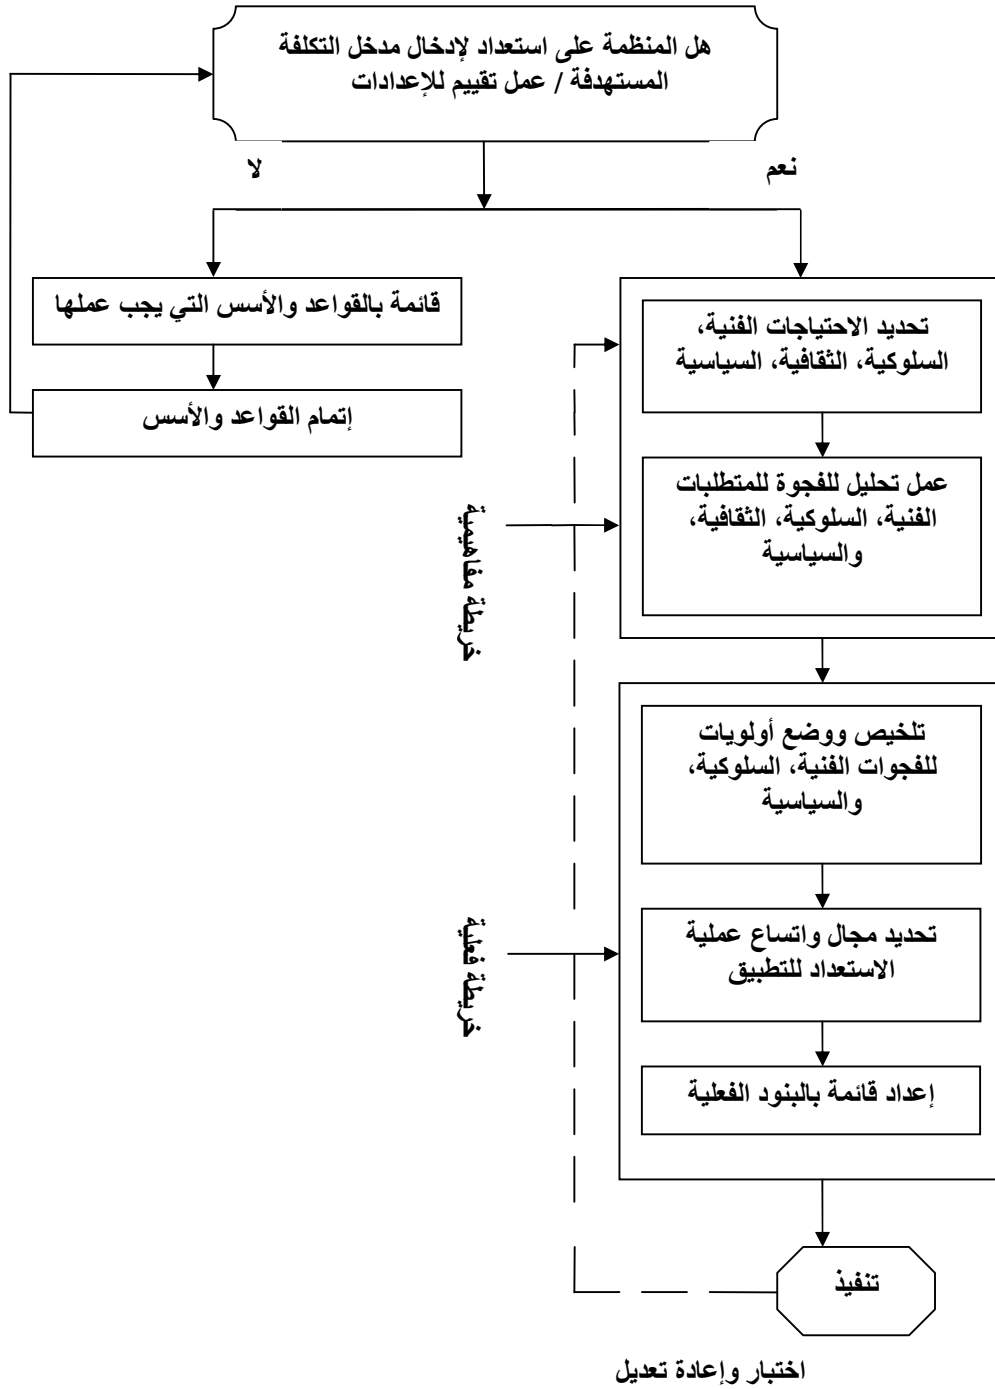 هل المنظمة على استعداد لإدخال مدخل التكلفة
المستهدفة / عمل تقييم للإعدادات
نعم
لا
تحديد الاحتياجات الفنية،
السلوكية، الثقافية، السياسية
عمل تحليل للفجوة للمتطلبات
الفنية، السلوكية، الثقافية،
والسياسية
قائمة بالقواعد والأسس التي يجب عملها
إتمام القواعد والأسس
خريطة مفاهيمية
تلخيص ووضع أولويات
للفجوات الفنية، السلوكية،
والسياسية
تحديد مجال واتساع عملية
الاستعداد للتطبيق
إعداد قائمة بالبنود الفعلية
خريطة فعلية
تنفيذ
اختبار وإعادة تعديل